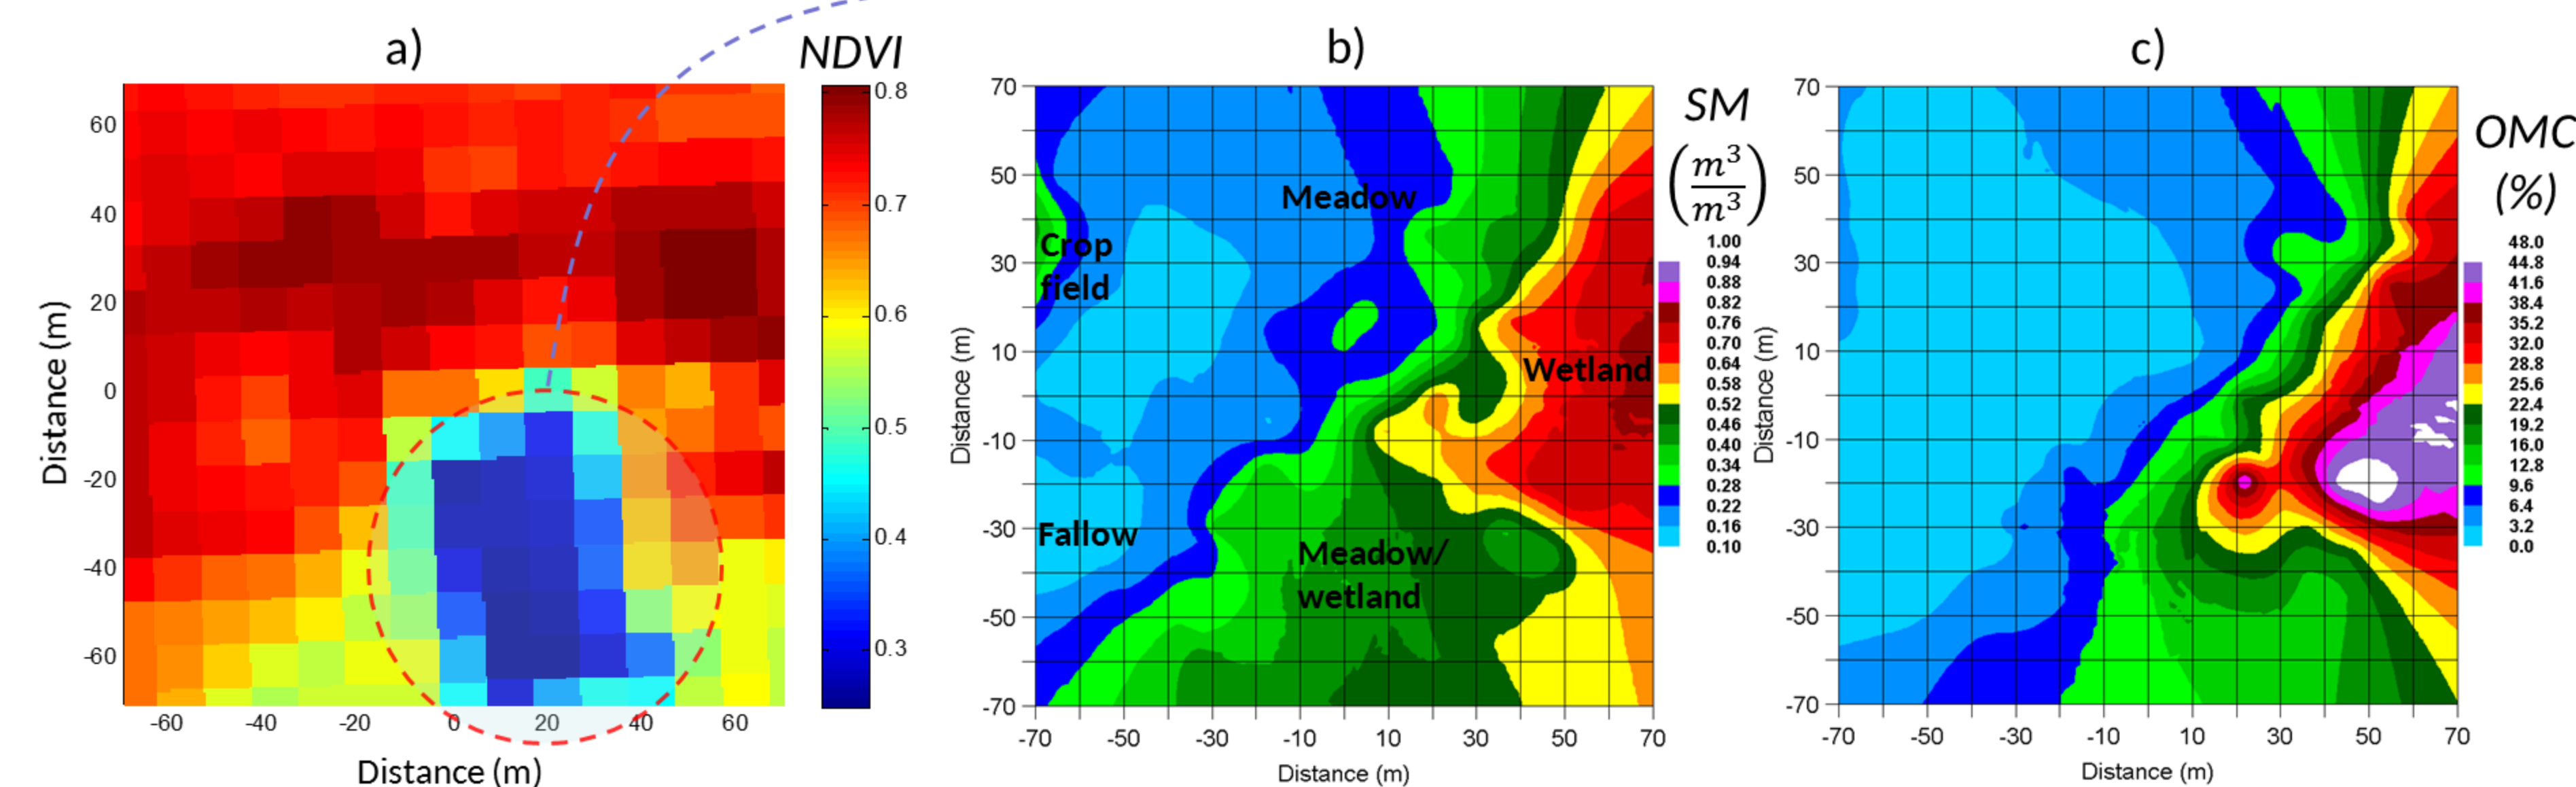 a)
NDVI
60
40
20
0
-20
-40
-60
Distance (m)
-60 -40 -20 0 20 40 60
Distance (m)
0.8
0.7
0.6
0.5
0.4
0.3
b)
70
50
30
10
-10
-30
-50
-70
Distance (m)
-70 -50 -30 -10 10 30 50 70
Distance (m)
Meadow
Crop
field
Wetland
Fallow
Meadow/
wetland
SM
(m³/m³)
1.00
0.94
0.88
0.82
0.76
0.70
0.64
0.58
0.52
0.46
0.40
0.34
0.28
0.22
0.16
0.10
c)
70
50
30
10
-10
-30
-50
-70
Distance (m)
-70 -50 -30 -10 10 30 50 70
Distance (m)
OMC
(%)
48.0
44.8
41.6
38.4
35.2
32.0
28.8
25.6
22.4
19.2
16.0
12.8
9.6
6.4
3.2
0.0